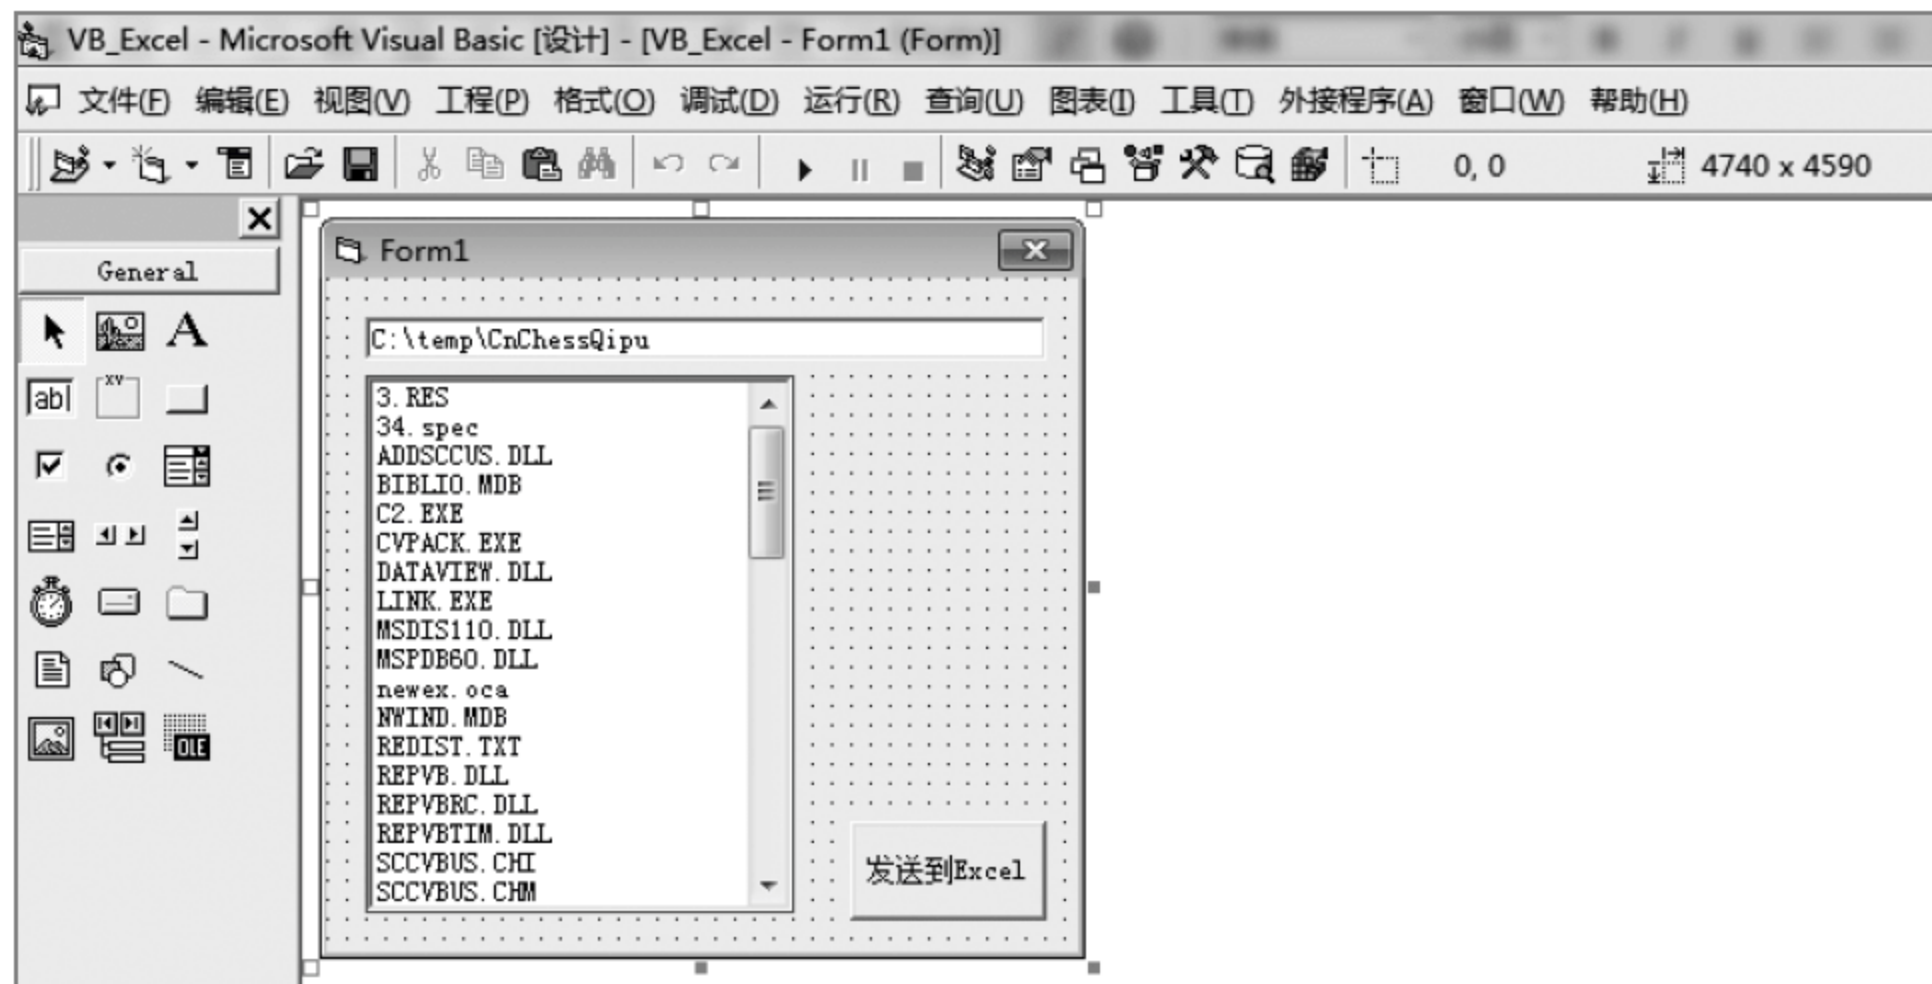 VB_Excel - Microsoft Visual Basic [设计] - [VB_Excel - Form1 (Form)]
文件(F) 编辑(E) 视图(V) 工程(P) 格式(O) 调试(D) 运行(R) 查询(U) 图表(I) 工具(T) 外接程序(A) 窗口(W) 帮助(H)
0, 0 4740 x 4590
General
Form1
A
abl
XY
OLE
C:\temp\CnChessQipu
3.RES
34.spec
ADDSCCUS.DLL
BIBLIO.MDB
C2.EXE
CVPACK.EXE
DATAVIEW.DLL
LINK.EXE
MSDIS110.DLL
MSPDB60.DLL
newex.oca
NWIND.MDB
REDIST.TXT
REPVB.DLL
REPVBRC.DLL
REPVBTIM.DLL
SCCVBUS.CHI
SCCVBUS.CHM
发送到Excel